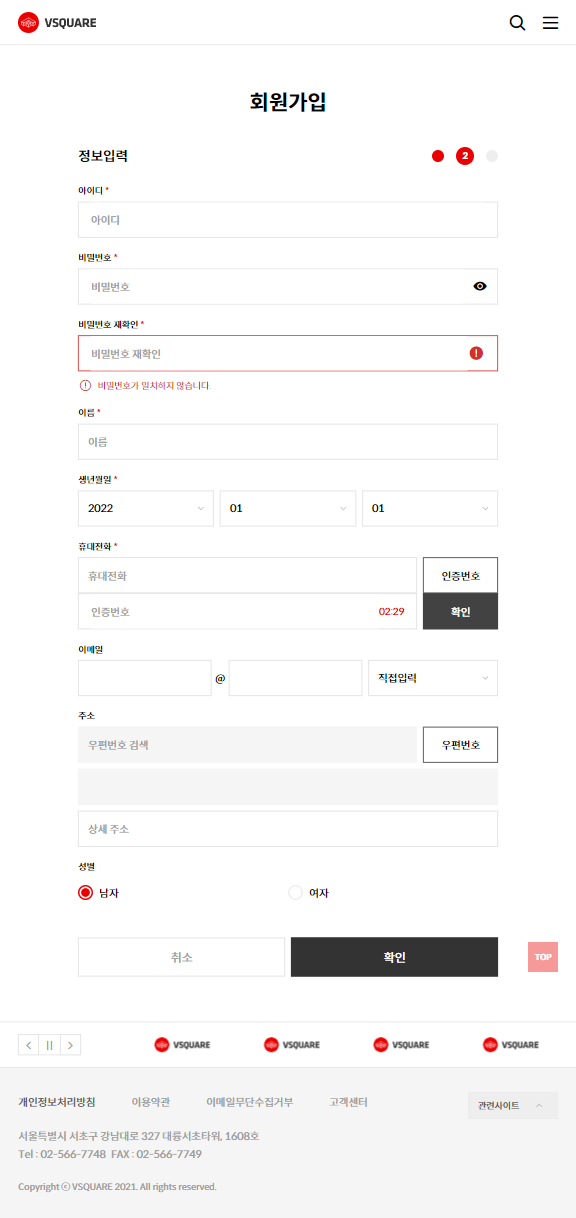 VSQUARE
회원가입
정보입력
2
아이디 *
아이디
비밀번호 *
비밀번호
비밀번호 재확인 *
비밀번호 재확인
!
! 비밀번호가 일치하지 않습니다.
이름 *
이름
생년월일 *
2022 01 01
휴대전화 *
휴대전화 인증번호
인증번호 02:29 확인
이메일
@ 직접입력
주소
우편번호 검색 우편번호
상세 주소
성별
남자 여자
취소 확인
TOP
VSQUARE VSQUARE VSQUARE VSQUARE
개인정보처리방침 이용약관 이메일무단수집거부 고객센터 관련사이트
서울특별시 서초구 강남대로 327 대륭서초타워, 1608호
Tel : 02-566-7748 FAX : 02-566-7749
Copyright ⓒ VSQUARE 2021. All rights reserved.